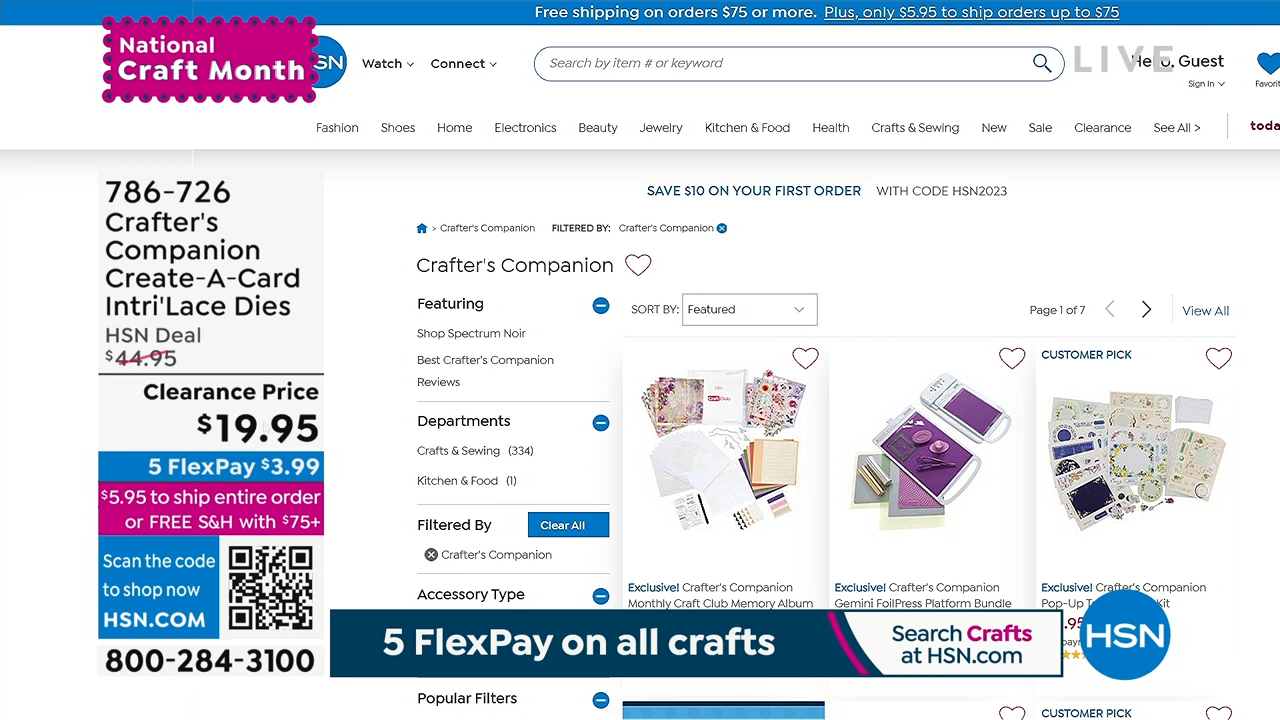 Free shipping on orders $75 or more. Plus, only $5.95 to ship orders up to $75
National
Craft Month
HSN
Watch
Connect
Search by item # or keyword
LIVE
Hello, Guest
Sign In
Fashion
Shoes
Home
Electronics
Beauty
Jewelry
Kitchen & Food
Health
Crafts & Sewing
New
Sale
Clearance
See All >
SAVE $10 ON YOUR FIRST ORDER WITH CODE HSN2023
786-726
Crafter's
Companion
Create-A-Card
Intri'Lace Dies
HSN Deal
$44.95
Clearance Price
$19.95
5 FlexPay $3.99
$5.95 to ship entire order
or FREE S&H with $75+
Scan the code
to shop now
HSN.COM
800-284-3100
> Crafter's Companion FILTERED BY: Crafter's Companion
Crafter's Companion
Featuring
Shop Spectrum Noir
Best Crafter's Companion
Reviews
Departments
Crafts & Sewing (334)
Kitchen & Food (1)
Filtered By
Clear All
Crafter's Companion
Accessory Type
Popular Filters
SORT BY: Featured
Page 1 of 7
View All
CUSTOMER PICK
Exclusive! Crafter's Companion
Monthly Craft Club Memory Album
Exclusive! Crafter's Companion
Gemini FoilPress Platform Bundle
Exclusive! Crafter's Companion
5 FlexPay on all crafts
Search Crafts
at HSN.com
HSN
CUSTOMER PICK